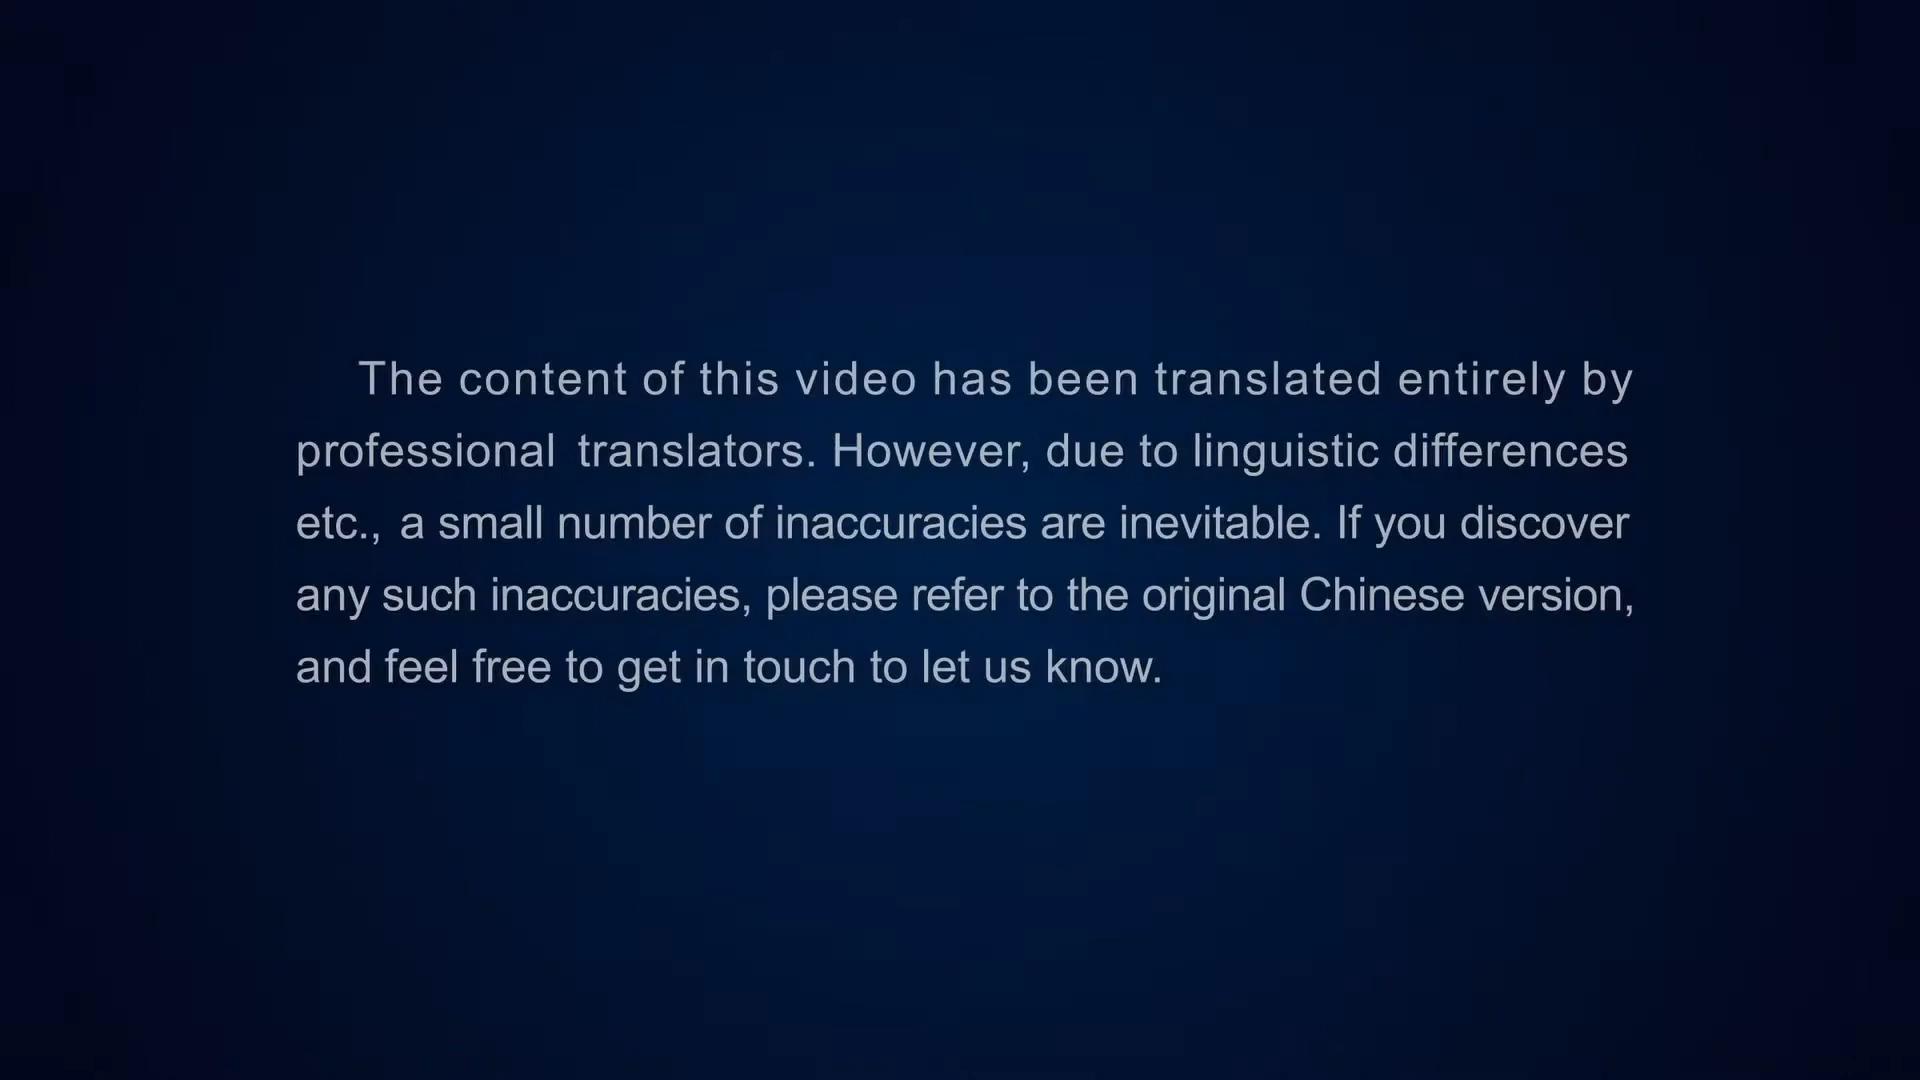 The content of this video has been translated entirely by
professional translators. However, due to linguistic differences
etc., a small number of inaccuracies are inevitable. If you discover
any such inaccuracies, please refer to the original Chinese version,
and feel free to get in touch to let us know.